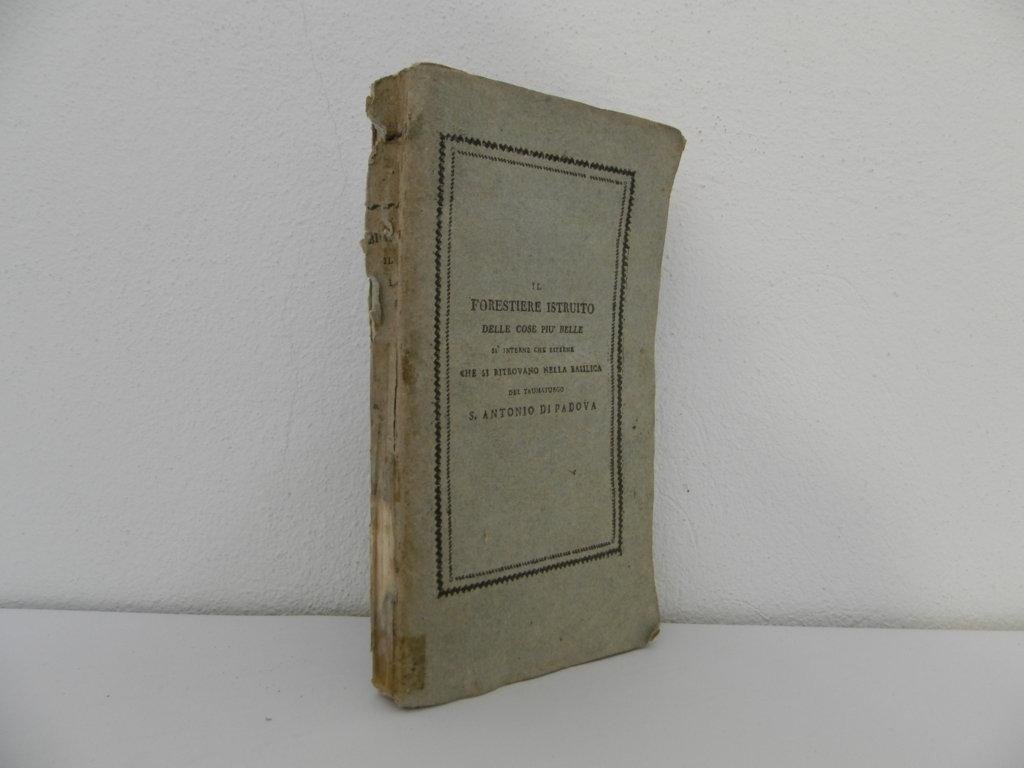 IL
FORESTIERE ISTRUITO
DELLE COSE PIU' BELLE
SI' INTERNE CHE ESTERNE
CHE SI RITROVANO NELLA BASILICA
DEL TAUMATURGO
S. ANTONIO DI PADOVA
IL